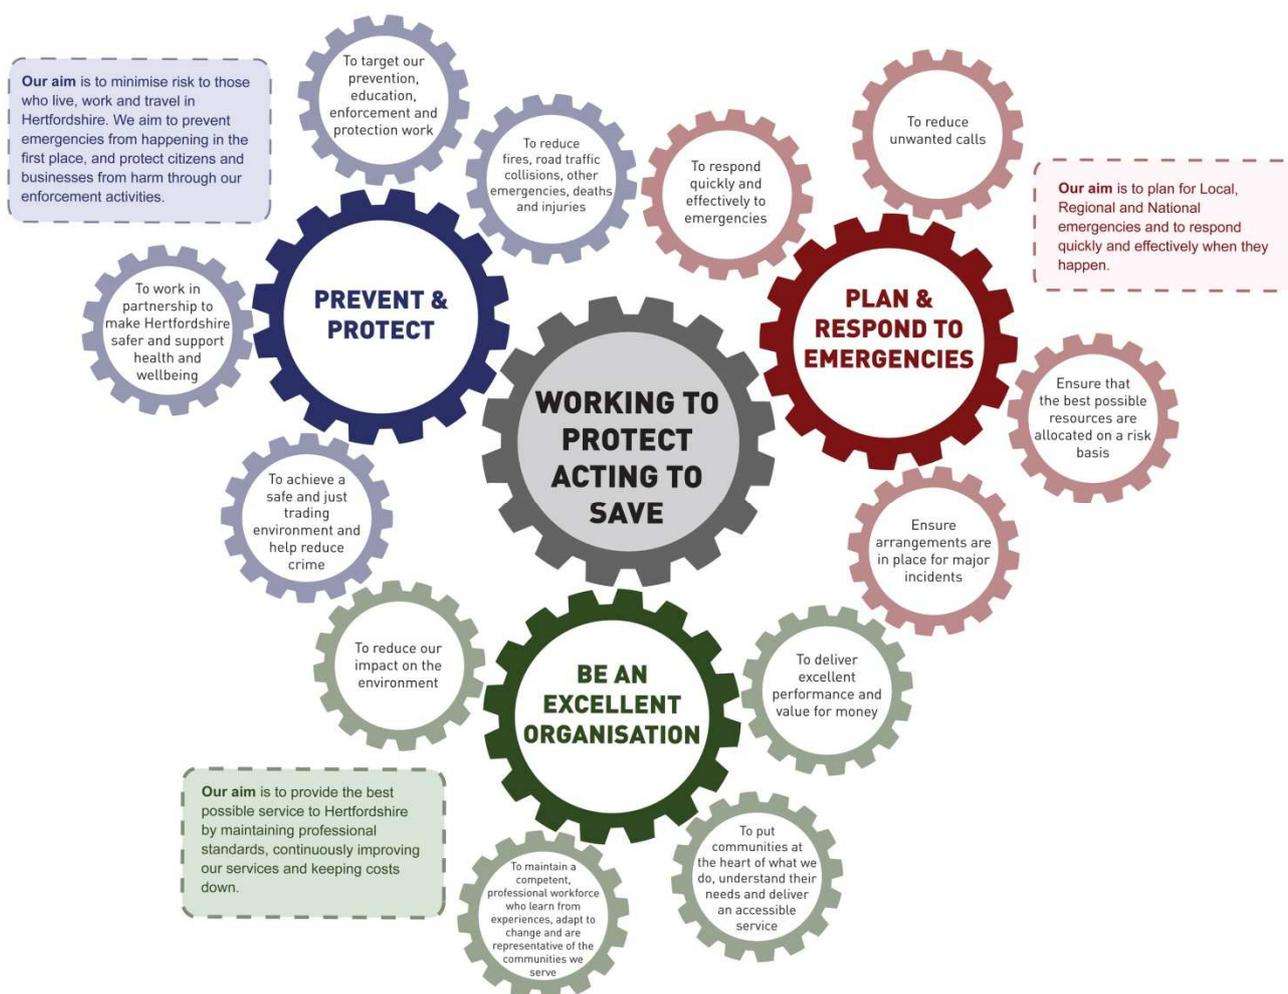 Our aim is to minimise risk to those
who live, work and travel in
Hertfordshire. We aim to prevent
emergencies from happening in the
first place, and protect citizens and
businesses from harm through our
enforcement activities.
To target our
prevention,
education,
enforcement and
protection work
To reduce
fires, road traffic
collisions, other
emergencies, deaths
and injuries
To respond
quickly and
effectively to
emergencies
To reduce
unwanted calls
Our aim is to plan for Local,
Regional and National
emergencies and to respond
quickly and effectively when they
happen.
To work in
partnership to
make Hertfordshire
safer and support
health and
wellbeing
PREVENT &
PROTECT
PLAN &
RESPOND TO
EMERGENCIES
Ensure that
the best possible
resources are
allocated on a risk
basis
WORKING TO
PROTECT
ACTING TO
SAVE
To achieve a
safe and just
trading
environment and
help reduce
crime
Ensure
arrangements are
in place for major
incidents
To reduce our
impact on the
environment
BE AN
EXCELLENT
ORGANISATION
To deliver
excellent
performance and
value for money
Our aim is to provide the best
possible service to Hertfordshire
by maintaining professional
standards, continuously improving
our services and keeping costs
down.
To maintain a
competent,
professional workforce
who learn from
experiences, adapt to
change and are
representative of the
communities we
serve
To put
communities at
the heart of what we
do, understand their
needs and deliver
an accessible
service